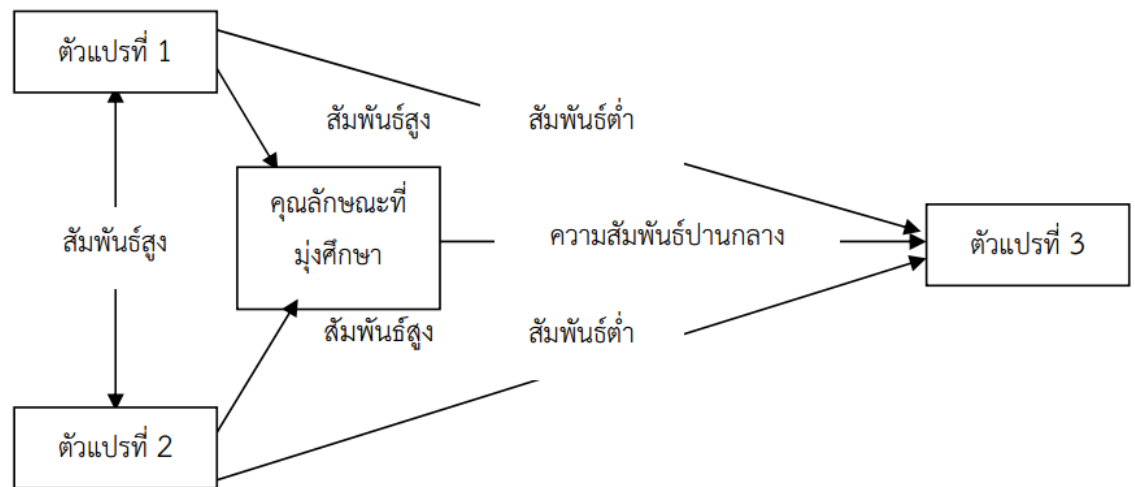 ตัวแปรที่ 1
สัมพันธ์สูง
สัมพันธ์ต่ำ
คุณลักษณะที่
มุ่งศึกษา
สัมพันธ์สูง
ความสัมพันธ์ปานกลาง
ตัวแปรที่ 3
สัมพันธ์สูง
สัมพันธ์ต่ำ
ตัวแปรที่ 2